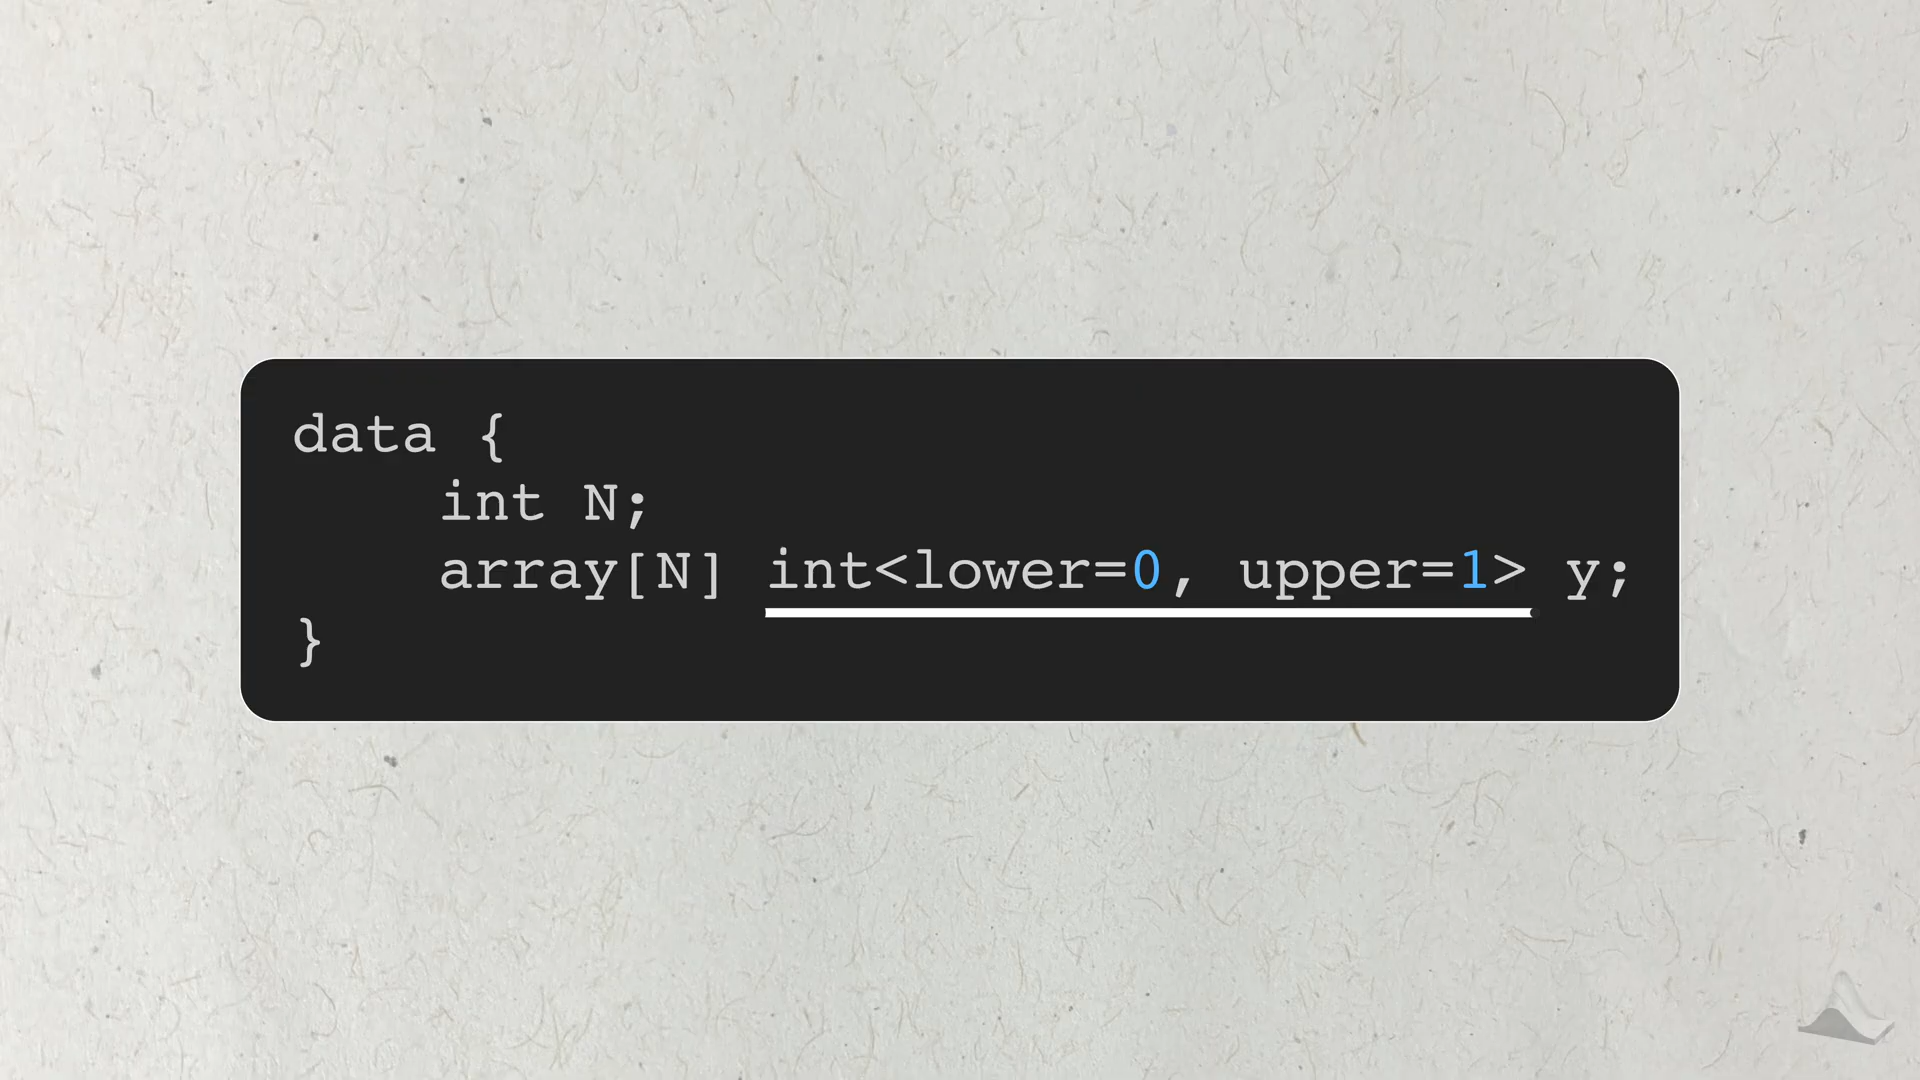 data {
int N;
array[N] int<lower=0, upper=1> y;
}